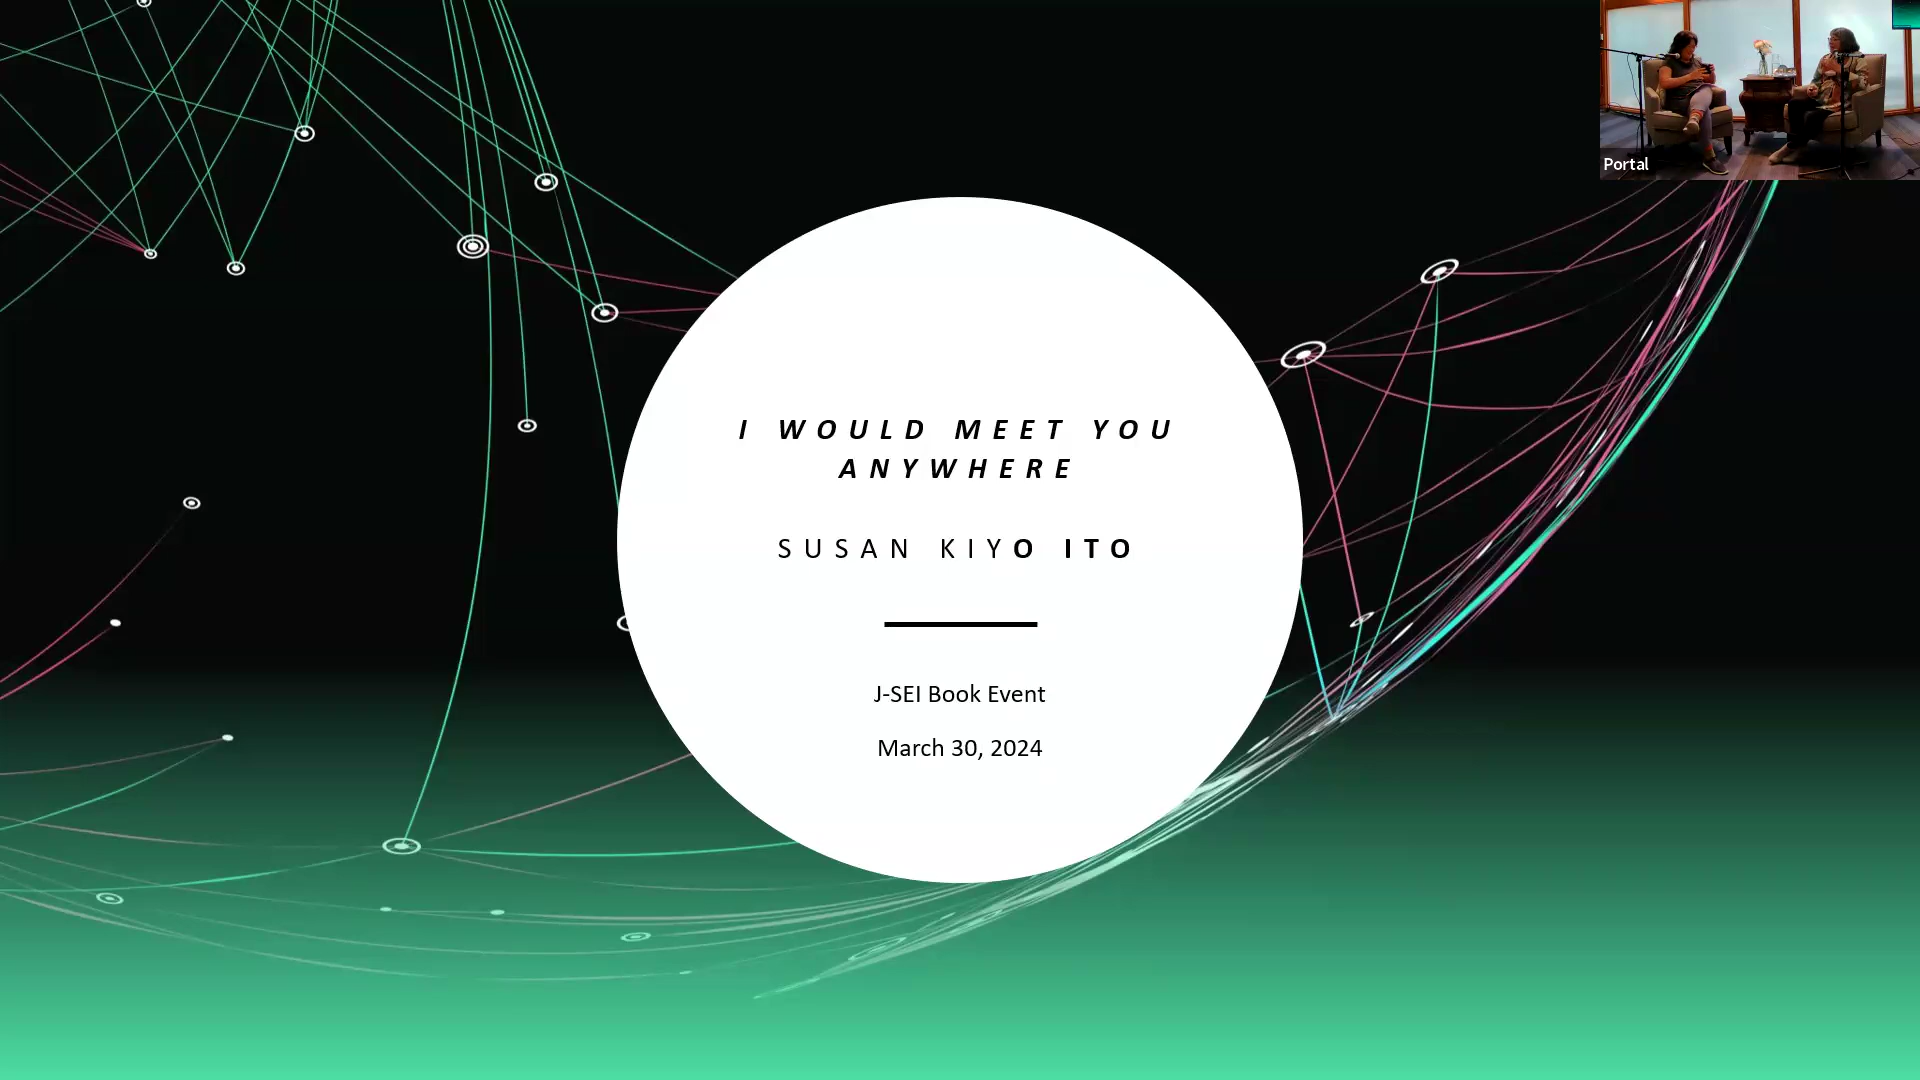 Portal
I WOULD MEET YOU
ANYWHERE
SUSAN KIYO ITO
J-SEI Book Event
March 30, 2024